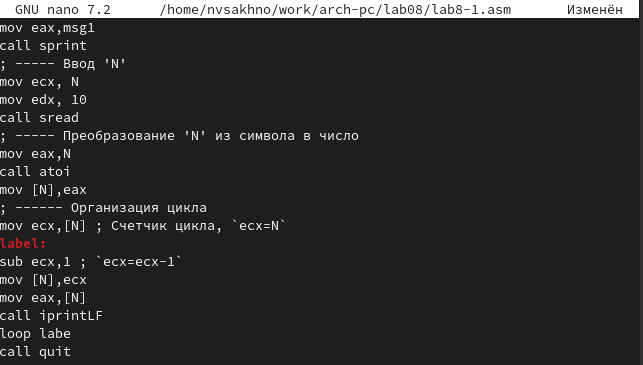 GNU nano 7.2 /home/nvsakhno/work/arch-pc/lab08/lab8-1.asm Изменён
mov eax,msg1
call sprint
; ----- Ввод 'N'
mov ecx, N
mov edx, 10
call sread
; ----- Преобразование 'N' из символа в число
mov eax,N
call atoi
mov [N],eax
; ------ Организация цикла
mov ecx,[N] ; Счетчик цикла, `ecx=N`
label:
sub ecx,1 ; `ecx=ecx-1`
mov [N],ecx
mov eax,[N]
call iprintLF
loop labe
call quit